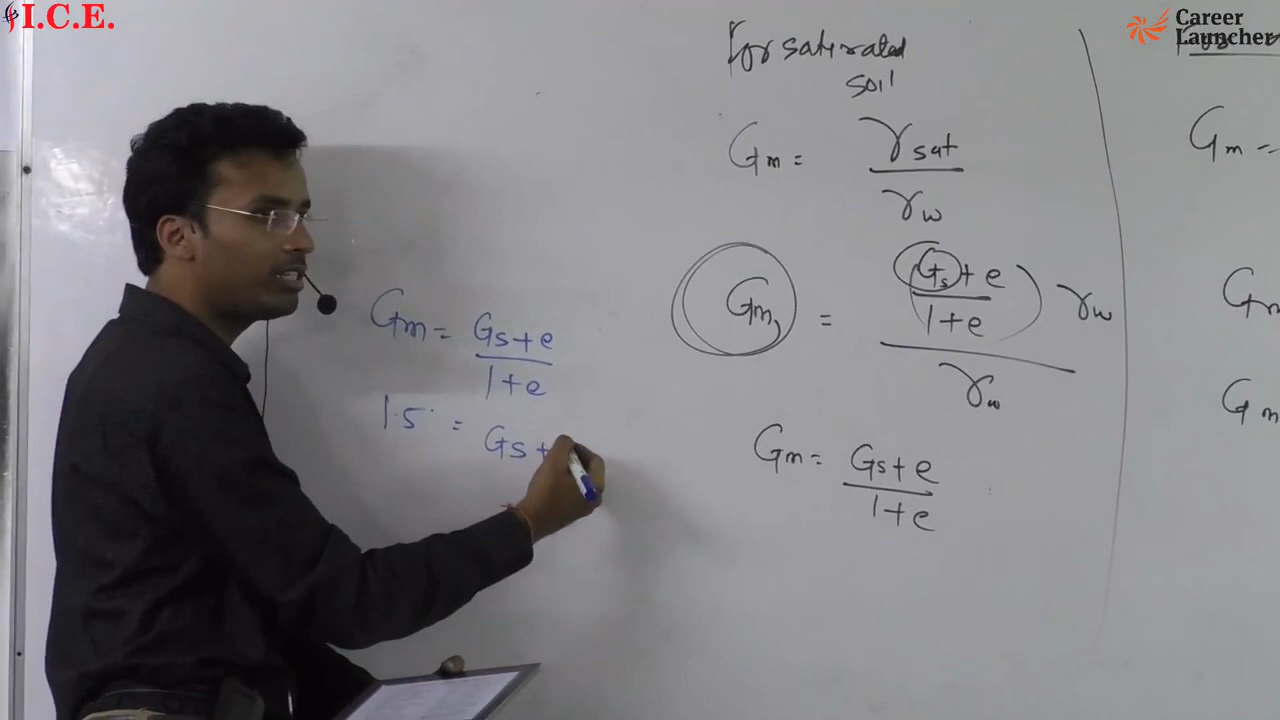 I.C.E.
Career
Launcher
For saturated
soil
Gm = γsat / γw
Gm, = (Gs + e / 1 + e) γw / γw
Gm = Gs + e / 1 + e
Gm = Gs + e / 1 + e
1.5 = Gs +
Gm =
Gm
Gm